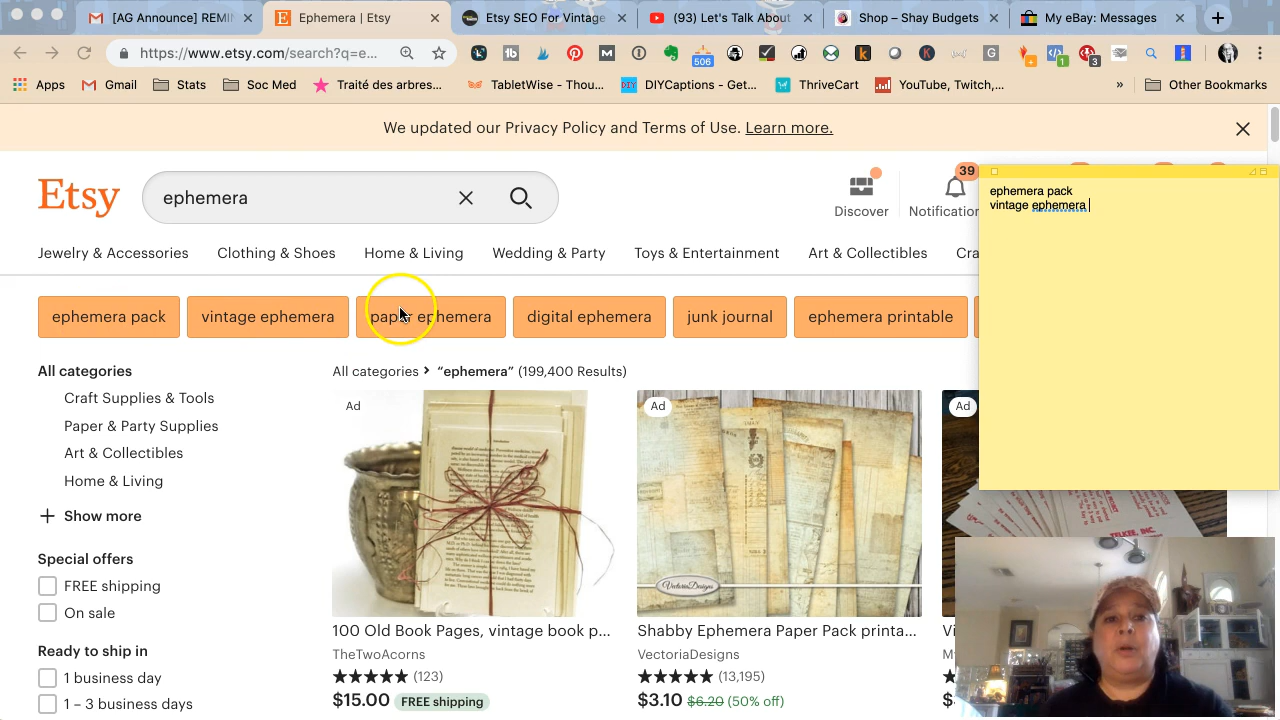 [AG Announce] REMIN
Ephemera | Etsy
Etsy SEO For Vintage
(93) Let's Talk About
Shop – Shay Budgets
My eBay: Messages
https://www.etsy.com/search?q=e...
506
1
3
Apps
Gmail
Stats
Soc Med
Traité des arbres...
TabletWise - Thou...
DIYCaptions - Get...
ThriveCart
YouTube, Twitch,...
»
Other Bookmarks
We updated our Privacy Policy and Terms of Use. Learn more.
Etsy
ephemera
Discover
39
Notification
ephemera pack
vintage ephemera
Jewelry & Accessories
Clothing & Shoes
Home & Living
Wedding & Party
Toys & Entertainment
Art & Collectibles
Cra
ephemera pack
vintage ephemera
paper ephemera
digital ephemera
junk journal
ephemera printable
All categories
Craft Supplies & Tools
Paper & Party Supplies
Art & Collectibles
Home & Living
Show more
Special offers
FREE shipping
On sale
Ready to ship in
1 business day
1 – 3 business days
All categories > “ephemera” (199,400 Results)
Ad
Ad
Ad
VectoriaDesigns
100 Old Book Pages, vintage book p...
TheTwoAcorns
(123)
$15.00 FREE shipping
Shabby Ephemera Paper Pack printa...
VectoriaDesigns
(13,195)
$3.10 $6.20 (50% off)
Vi